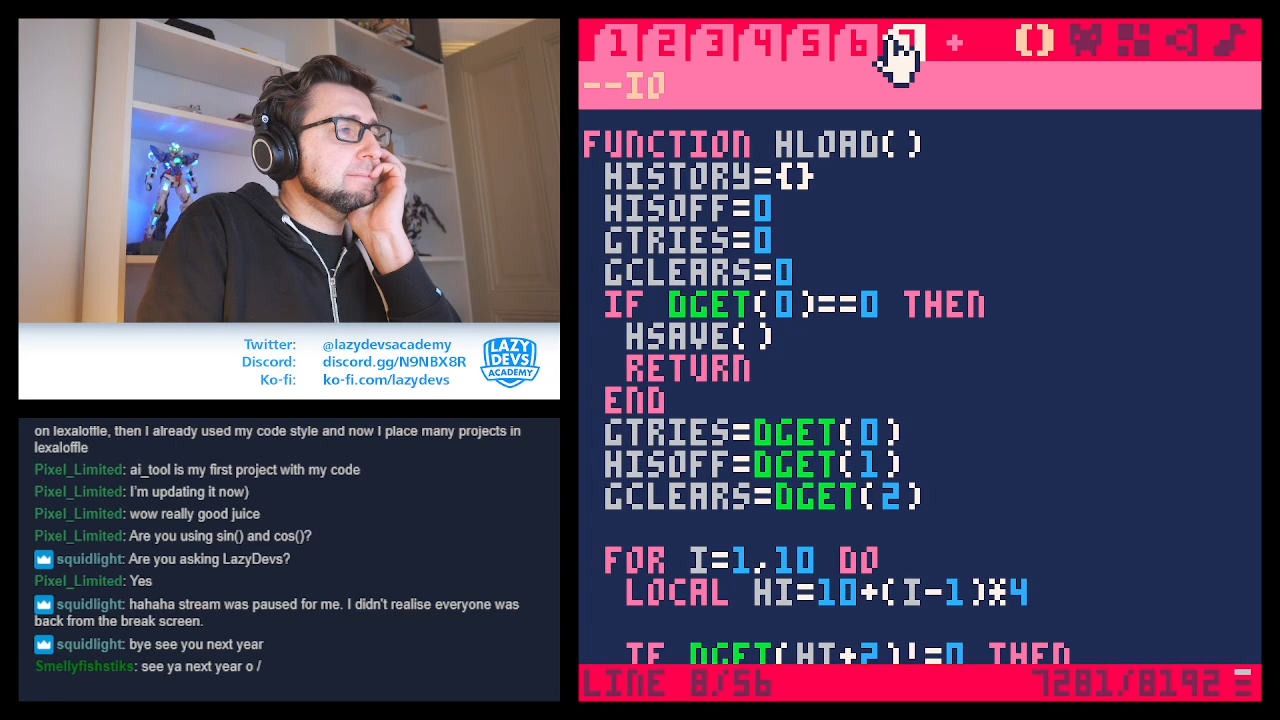 Twitter: @lazydevsacademy
Discord: discord.gg/N9NBX8R
Ko-fi: ko-fi.com/lazydevs
LAZY
DEVS
ACADEMY
on lexaloffle, then I already used my code style and now I place many projects in
lexaloffle
Pixel_Limited: ai_tool is my first project with my code
Pixel_Limited: I'm updating it now)
Pixel_Limited: wow really good juice
Pixel_Limited: Are you using sin() and cos()?
squidlight: Are you asking LazyDevs?
Pixel_Limited: Yes
squidlight: hahaha stream was paused for me. I didn't realise everyone was
back from the break screen.
squidlight: bye see you next year
Smellyfishstiks: see ya next year o /
1 2 3 4 5 6 7 + ()
--IO
FUNCTION HLOAD()
HISTORY={}
HISOFF=0
GTRIES=0
GCLEARS=0
IF DGET(0)==0 THEN
HSAVE()
RETURN
END
GTRIES=DGET(0)
HISOFF=DGET(1)
GCLEARS=DGET(2)
FOR I=1,10 DO
LOCAL HI=10+(I-1)*4
IF DGET(HI+2)!=0 THEN
LINE 8/56 7281/8192